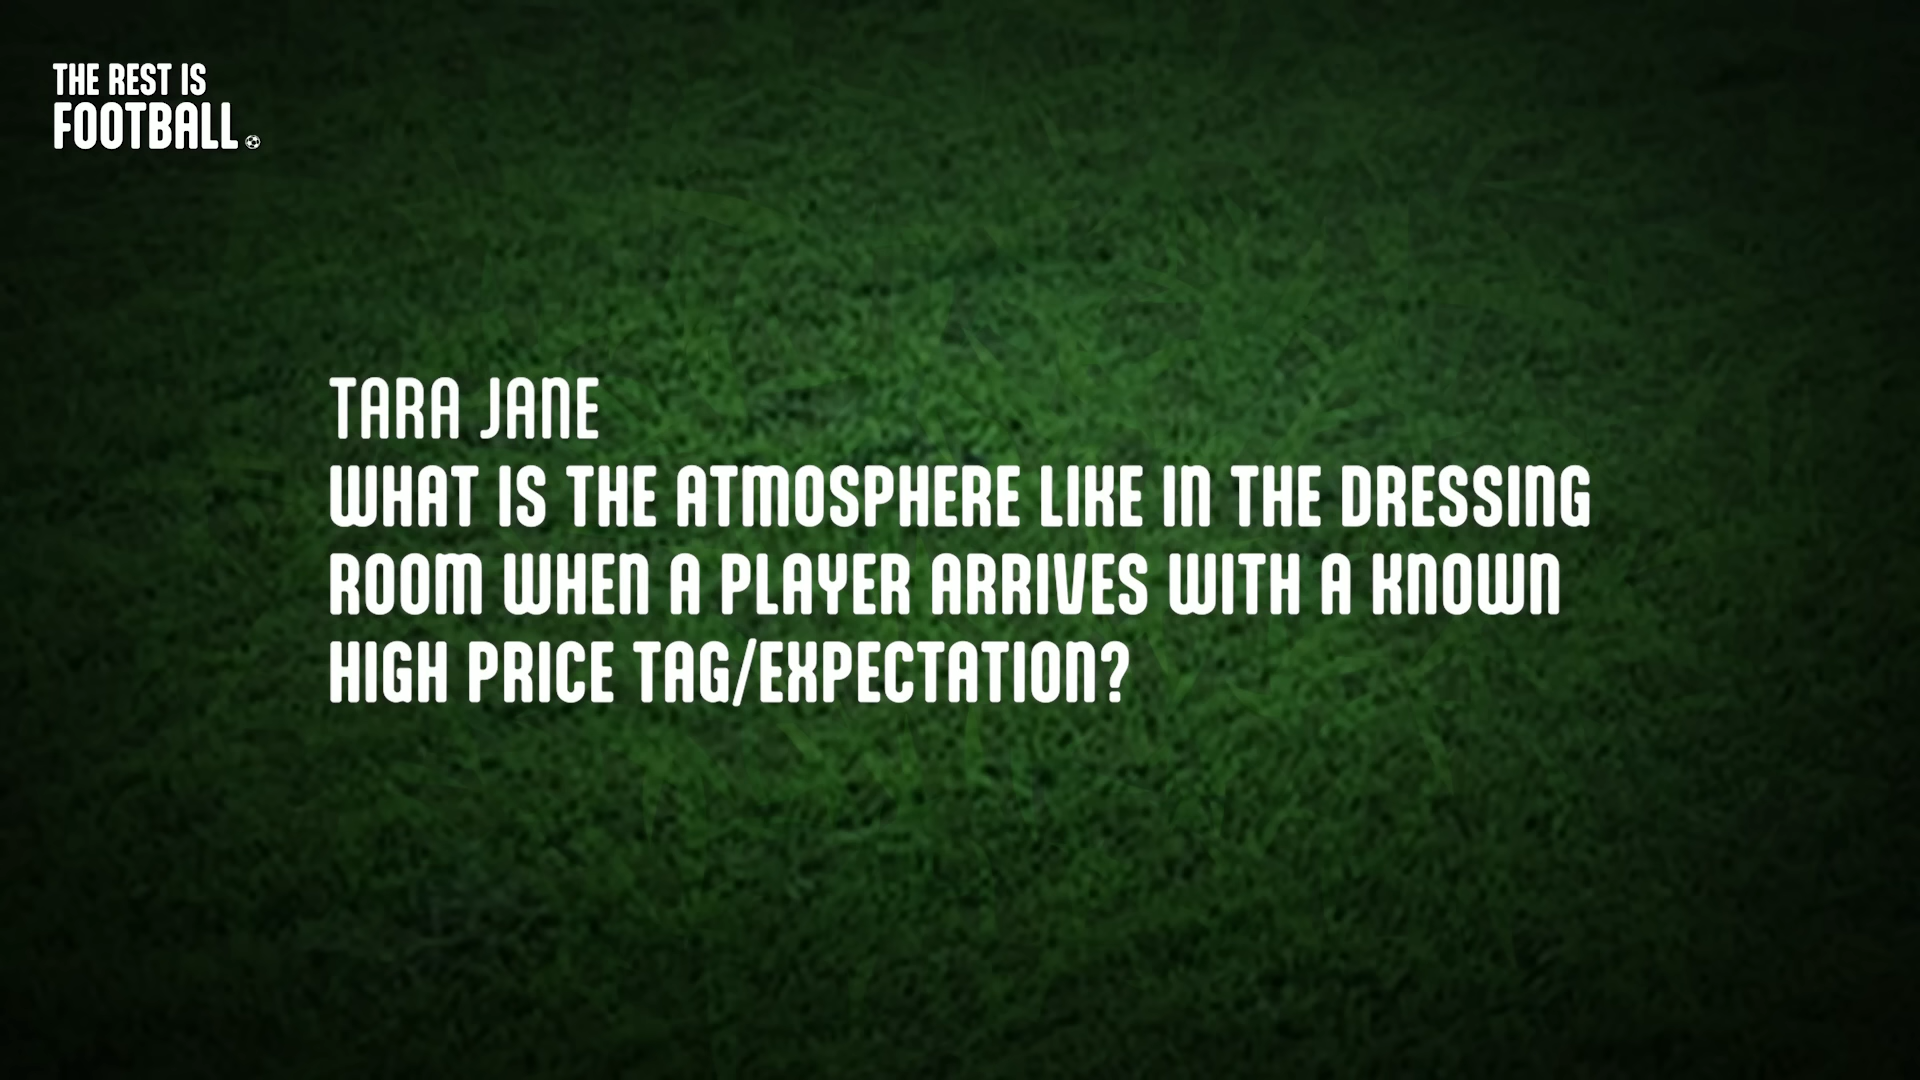 THE REST IS
FOOTBALL
TARA JANE
WHAT IS THE ATMOSPHERE LIKE IN THE DRESSING
ROOM WHEN A PLAYER ARRIVES WITH A KNOWN
HIGH PRICE TAG/EXPECTATION?